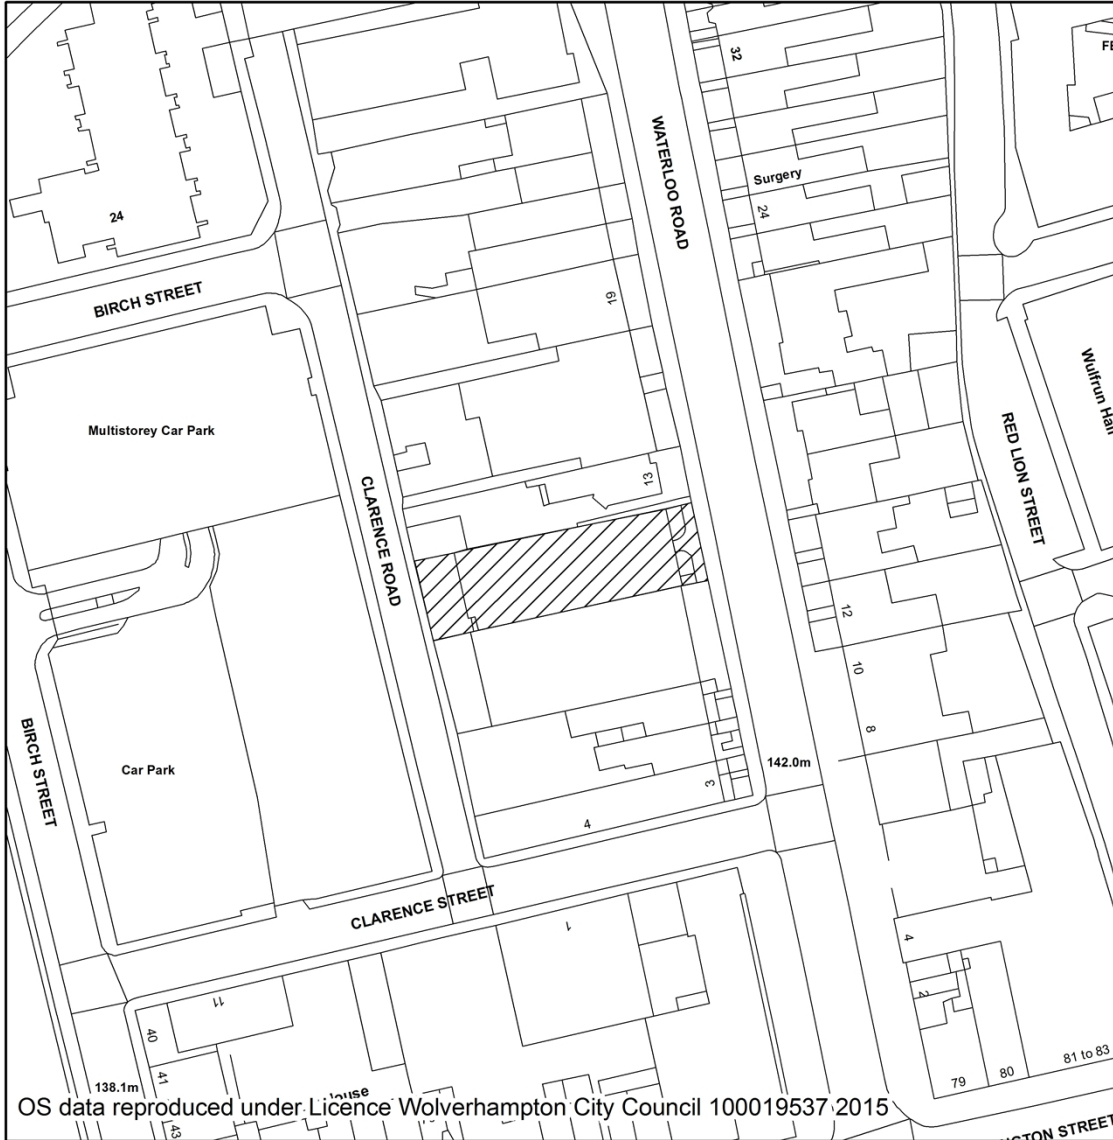 32
WATERLOO ROAD
Surgery
24
24
BIRCH STREET
19
Wulfrun Hall
Multistorey Car Park
RED LION STREET
13
CLARENCE ROAD
12
10
8
BIRCH STREET
Car Park
142.0m
3
4
CLARENCE STREET
1
4
2
11
40
41
43
138.1m
79
80
81 to 83
OS data reproduced under Licence Wolverhampton City Council 100019537 2015